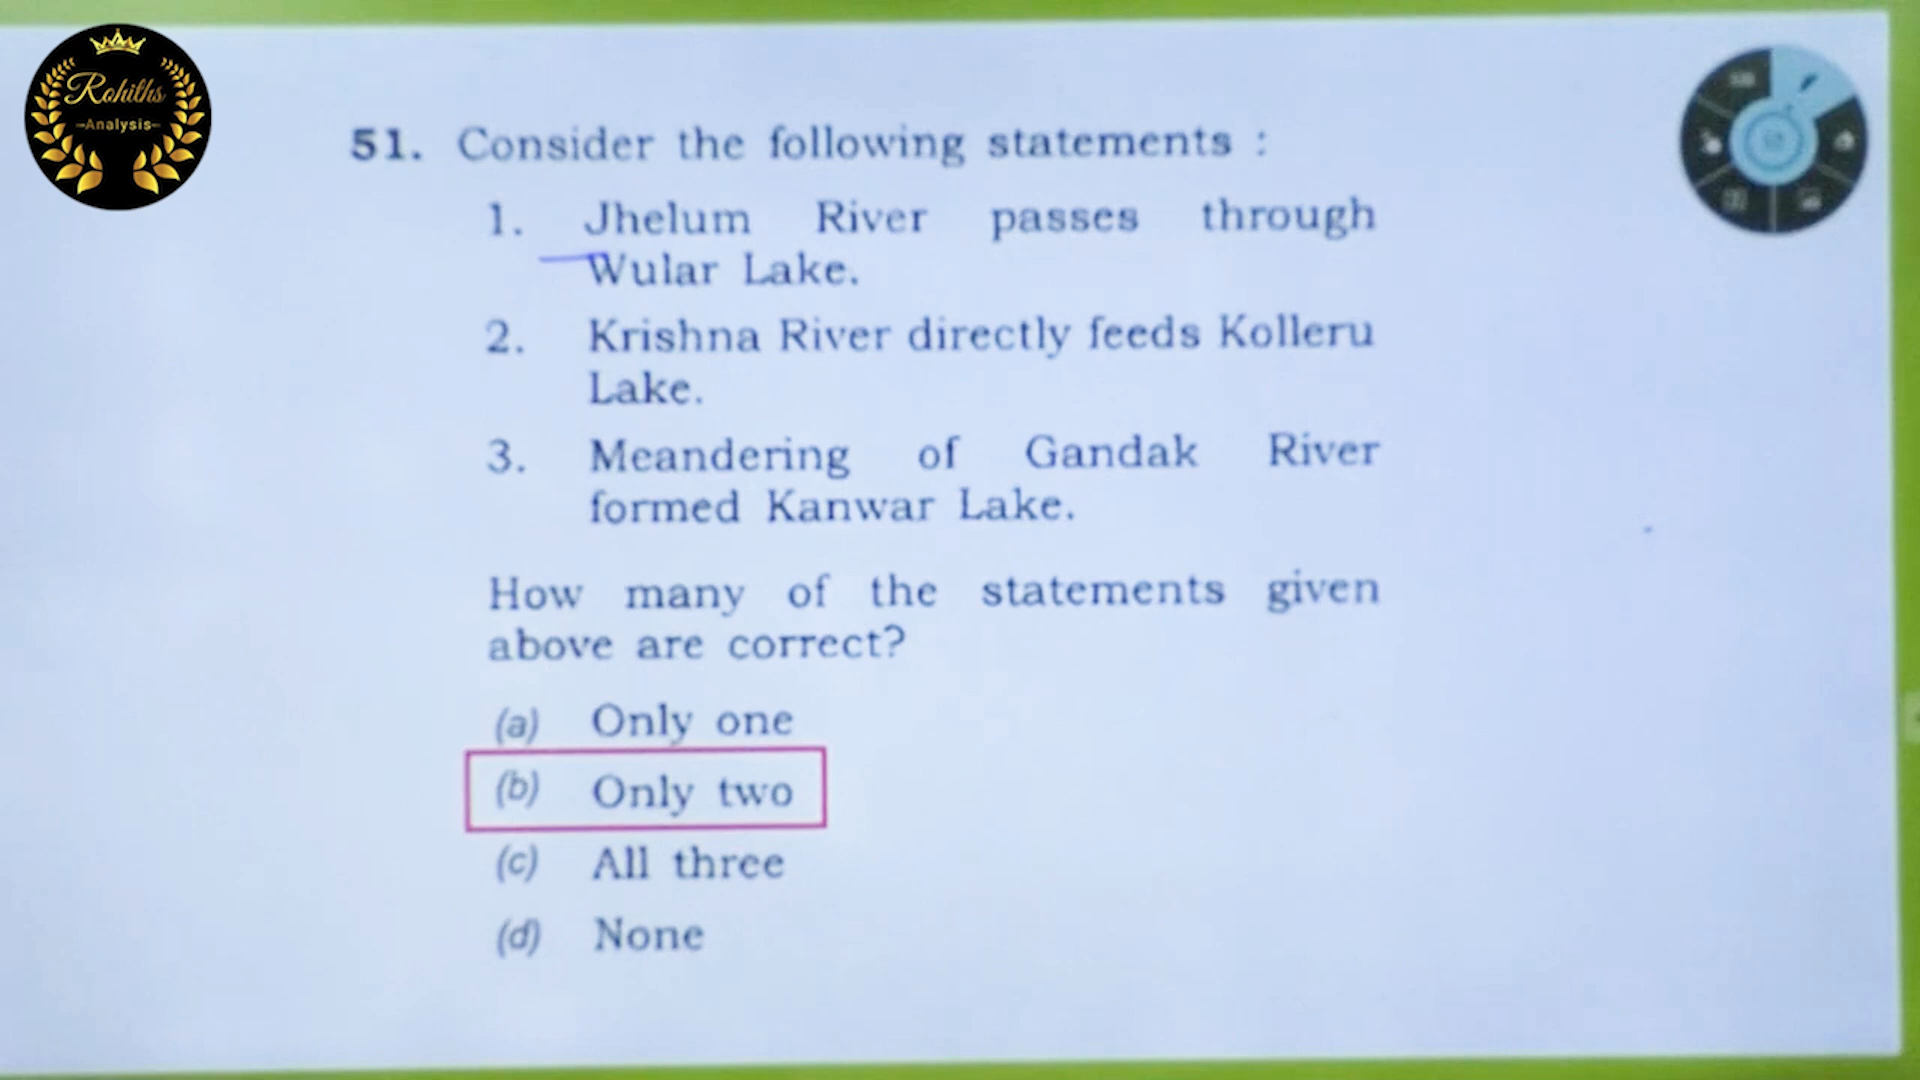 Rohiths
-Analysis-
51. Consider the following statements :
1. Jhelum River passes through
Wular Lake.
2. Krishna River directly feeds Kolleru
Lake.
3. Meandering of Gandak River
formed Kanwar Lake.
How many of the statements given
above are correct?
(a) Only one
(b) Only two
(c) All three
(d) None